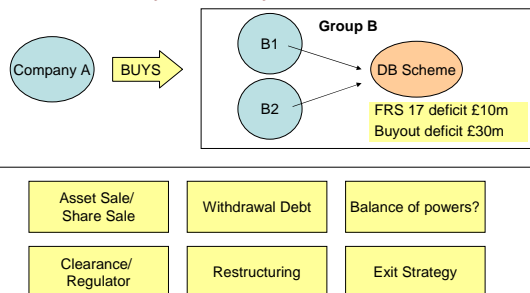 Group B
Company A
BUYS
B1
B2
DB Scheme
FRS 17 deficit £10m
Buyout deficit £30m
Asset Sale/
Share Sale
Withdrawal Debt
Balance of powers?
Clearance/
Regulator
Restructuring
Exit Strategy